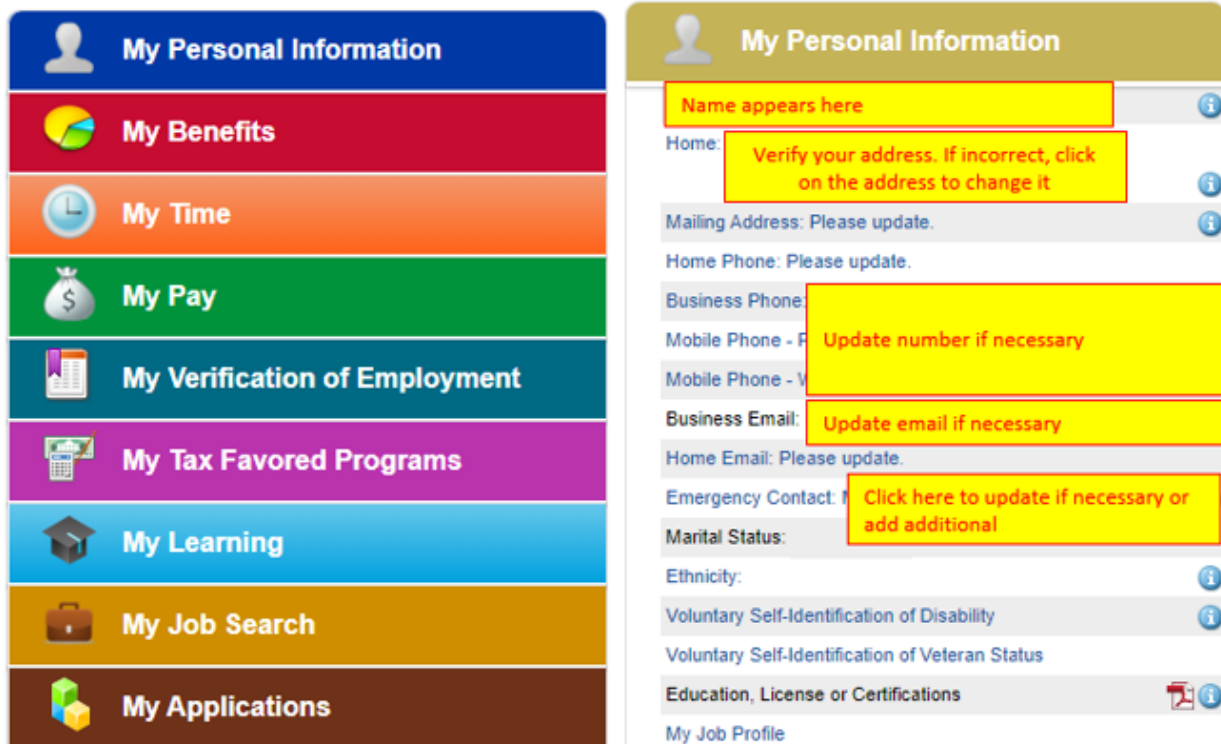 My Personal Information
My Benefits
My Time
My Pay
My Verification of Employment
My Tax Favored Programs
My Learning
My Job Search
My Applications
My Personal Information
Name appears here
Home:
Verify your address. If incorrect, click
on the address to change it
Mailing Address: Please update.
Home Phone: Please update.
Business Phone:
Mobile Phone -
Mobile Phone -
Update number if necessary
Business Email:
Update email if necessary
Home Email: Please update.
Emergency Contact:
Click here to update if necessary or
add additional
Marital Status:
Ethnicity:
Voluntary Self-Identification of Disability
Voluntary Self-Identification of Veteran Status
Education, License or Certifications
My Job Profile